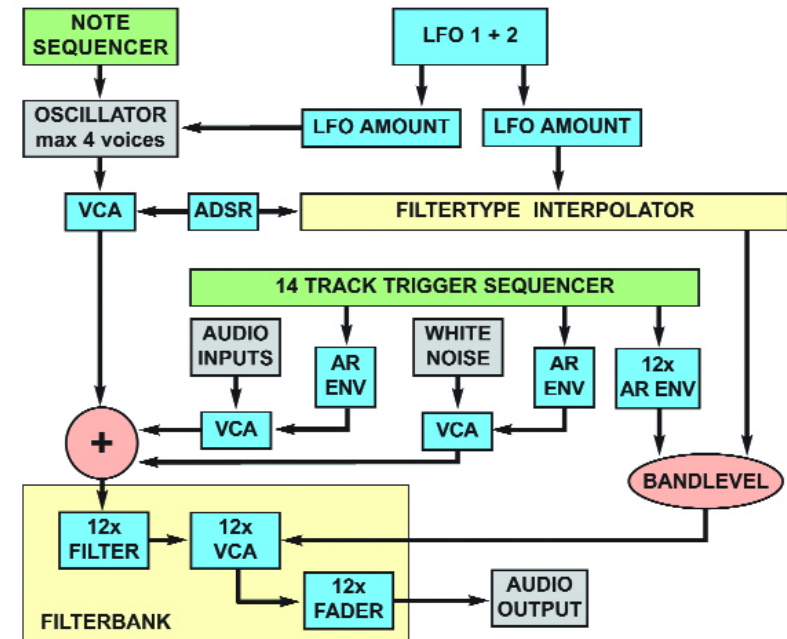 NOTE
SEQUENCER
LFO 1 + 2
OSCILLATOR
max 4 voices
LFO AMOUNT
LFO AMOUNT
VCA
ADSR
FILTERTYPE INTERPOLATOR
14 TRACK TRIGGER SEQUENCER
AUDIO
INPUTS
AR
ENV
WHITE
NOISE
AR
ENV
12x
AR ENV
+
VCA
VCA
BANDLEVEL
12x
FILTER
12x
VCA
12x
FADER
AUDIO
OUTPUT
FILTERBANK